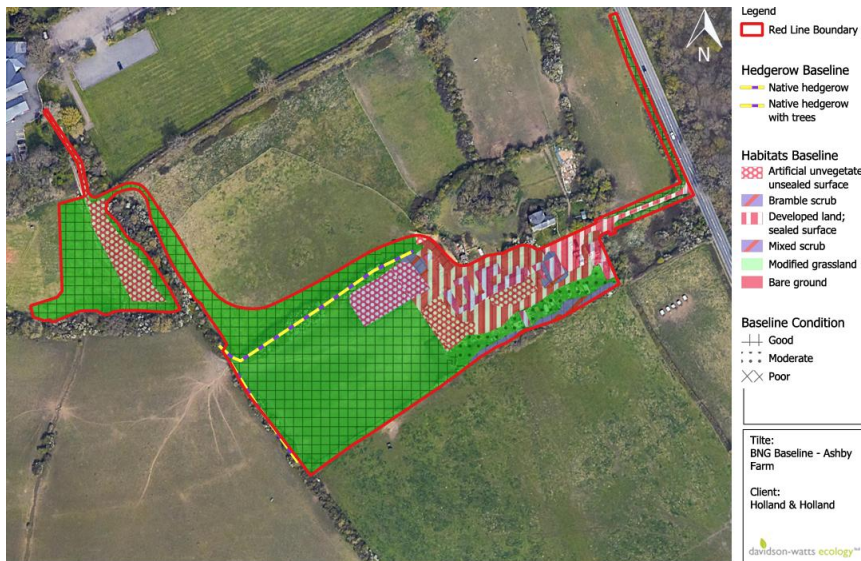 Legend
Red Line Boundary
Hedgerow Baseline
Native hedgerow
Native hedgerow
with trees
Habitats Baseline
Artificial unvegetate
unsealed surface
Bramble scrub
Developed land;
sealed surface
Mixed scrub
Modified grassland
Bare ground
Baseline Condition
Good
Moderate
Poor
Tilte:
BNG Baseline - Ashby
Farm
Client:
Holland & Holland
davidson-watts ecology
N